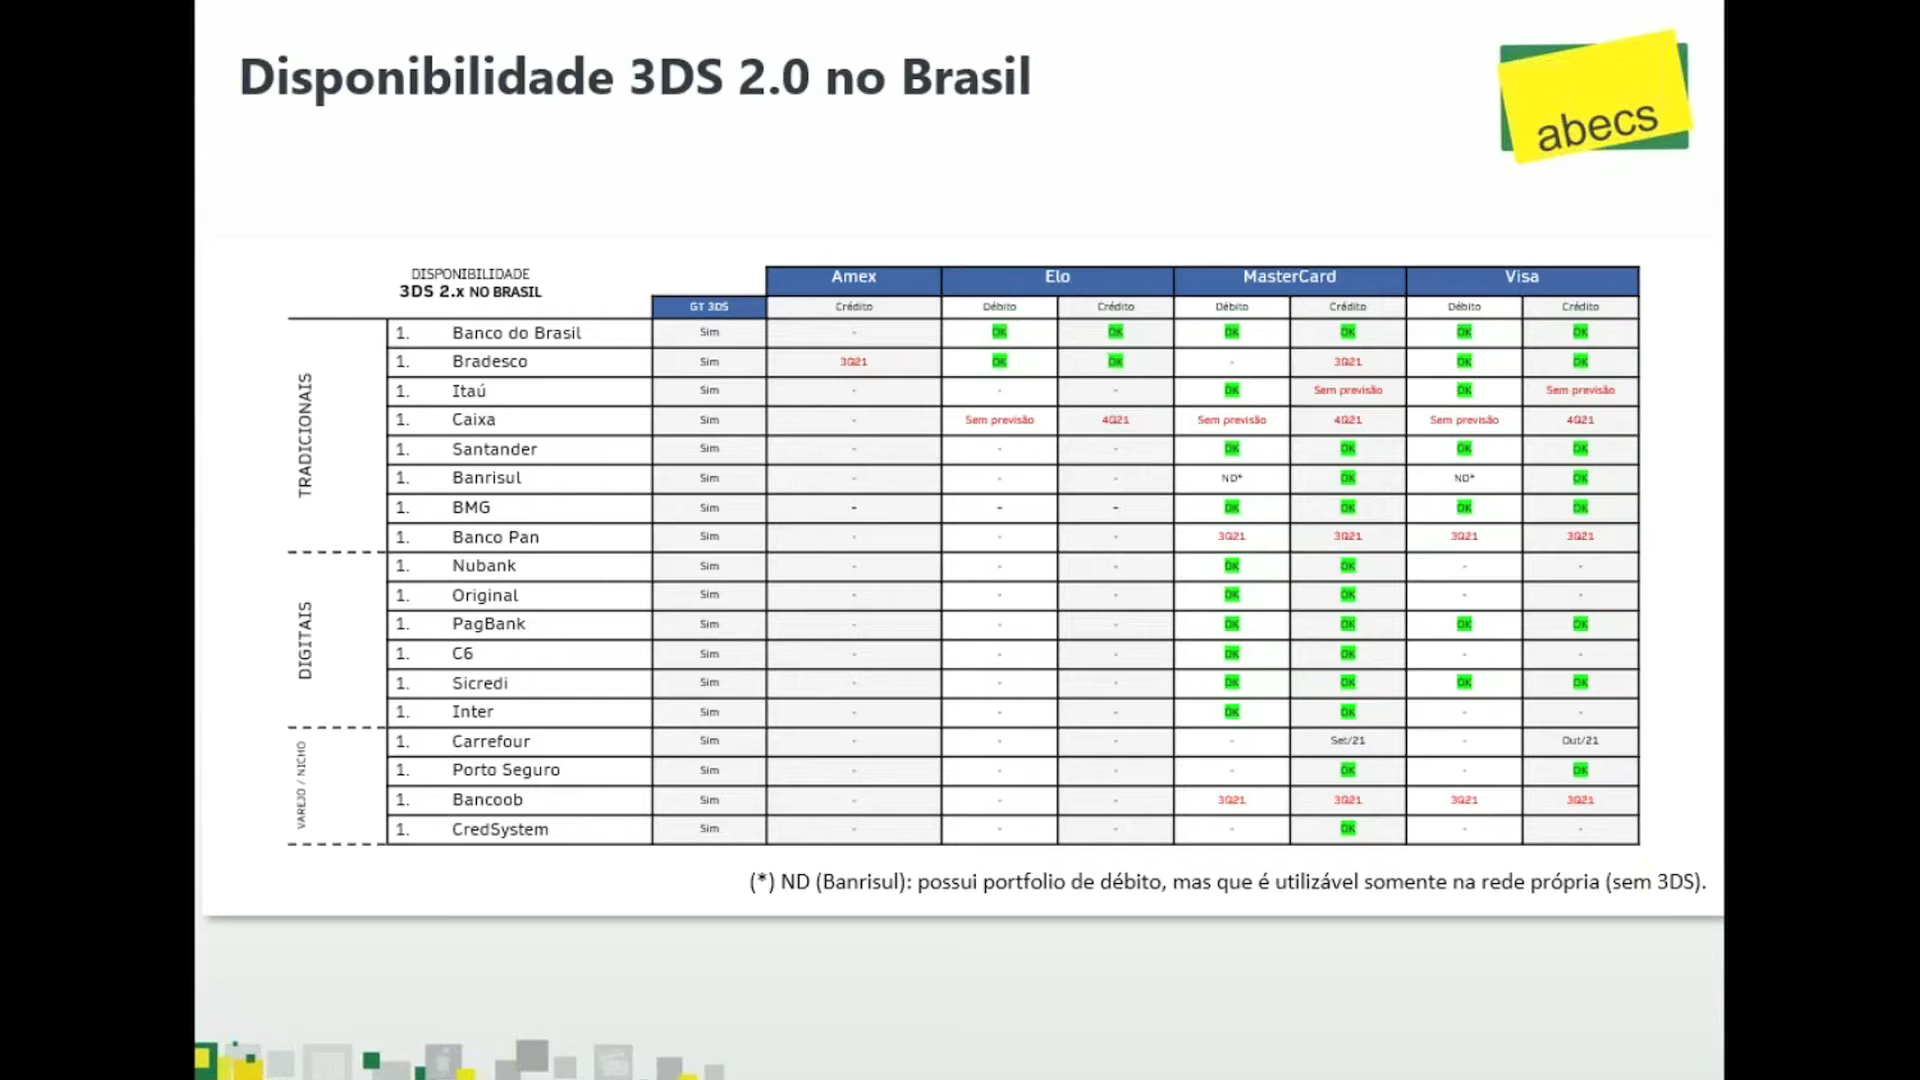 Disponibilidade 3DS 2.0 no Brasil
abecs
DISPONIBILIDADE
3DS 2.x NO BRASIL
Amex Elo MasterCard Visa
GT 3DS Crédito Débito Crédito Débito Crédito Débito Crédito
TRADICIONAIS
1. Banco do Brasil Sim - OK OK OK OK OK OK
1. Bradesco Sim 3Q21 OK OK - 3Q21 OK OK
1. Itaú Sim - - - OK Sem previsão OK Sem previsão
1. Caixa Sim - Sem previsão 4Q21 Sem previsão 4Q21 Sem previsão 4Q21
1. Santander Sim - - - OK OK OK OK
1. Banrisul Sim - - - ND* OK ND* OK
1. BMG Sim - - - OK OK OK OK
1. Banco Pan Sim - - - 3Q21 3Q21 3Q21 3Q21
DIGITAIS
1. Nubank Sim - - - OK OK - -
1. Original Sim - - - OK OK - -
1. PagBank Sim - - - OK OK OK OK
1. C6 Sim - - - OK OK - -
1. Sicredi Sim - - - OK OK OK OK
1. Inter Sim - - - OK OK - -
VAREJO / NICHO
1. Carrefour Sim - - - - Set/21 - Out/21
1. Porto Seguro Sim - - - - OK - OK
1. Bancoob Sim - - - 3Q21 3Q21 3Q21 3Q21
1. CredSystem Sim - - - - OK - -
(*) ND (Banrisul): possui portfolio de débito, mas que é utilizável somente na rede própria (sem 3DS).